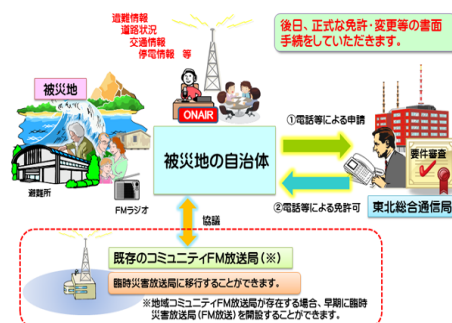 遭難情報
道路状況
交通情報
停電情報 等
後日、正式な免許・変更等の書面
手続をしていただきます。
被災地
ONAIR
①電話等による申請
被災地の自治体
要件審査
避難所
FMラジオ
②電話等による免許可
東北総合通信局
協議
既存のコミュニティFM放送局(※)
臨時災害放送局に移行することができます。
※地域コミュニティFM放送局が存在する場合、早期に臨時
災害放送局(FM放送)を開設することができます。